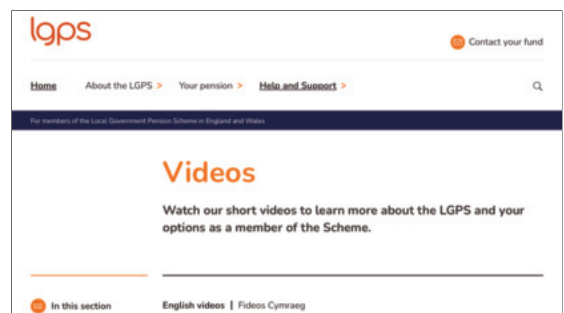 lgps
Contact your fund
Home About the LGPS > Your pension > Help and Support >
For members of the Local Government Pension Scheme in England and Wales
Videos
Watch our short videos to learn more about the LGPS and your
options as a member of the Scheme.
In this section
English videos | Fideos Cymraeg